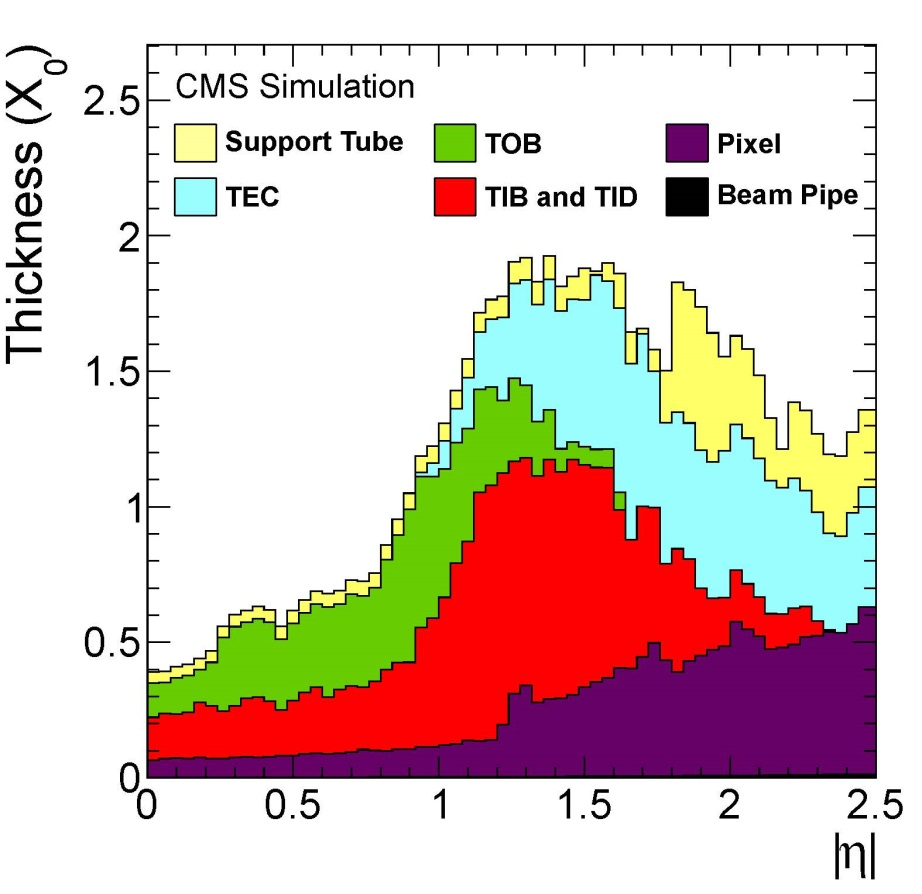 Thickness (X0)
CMS Simulation
Support Tube
TOB
Pixel
TEC
TIB and TID
Beam Pipe
2.5
2
1.5
1
0.5
0
0 0.5 1 1.5 2 2.5
|η|